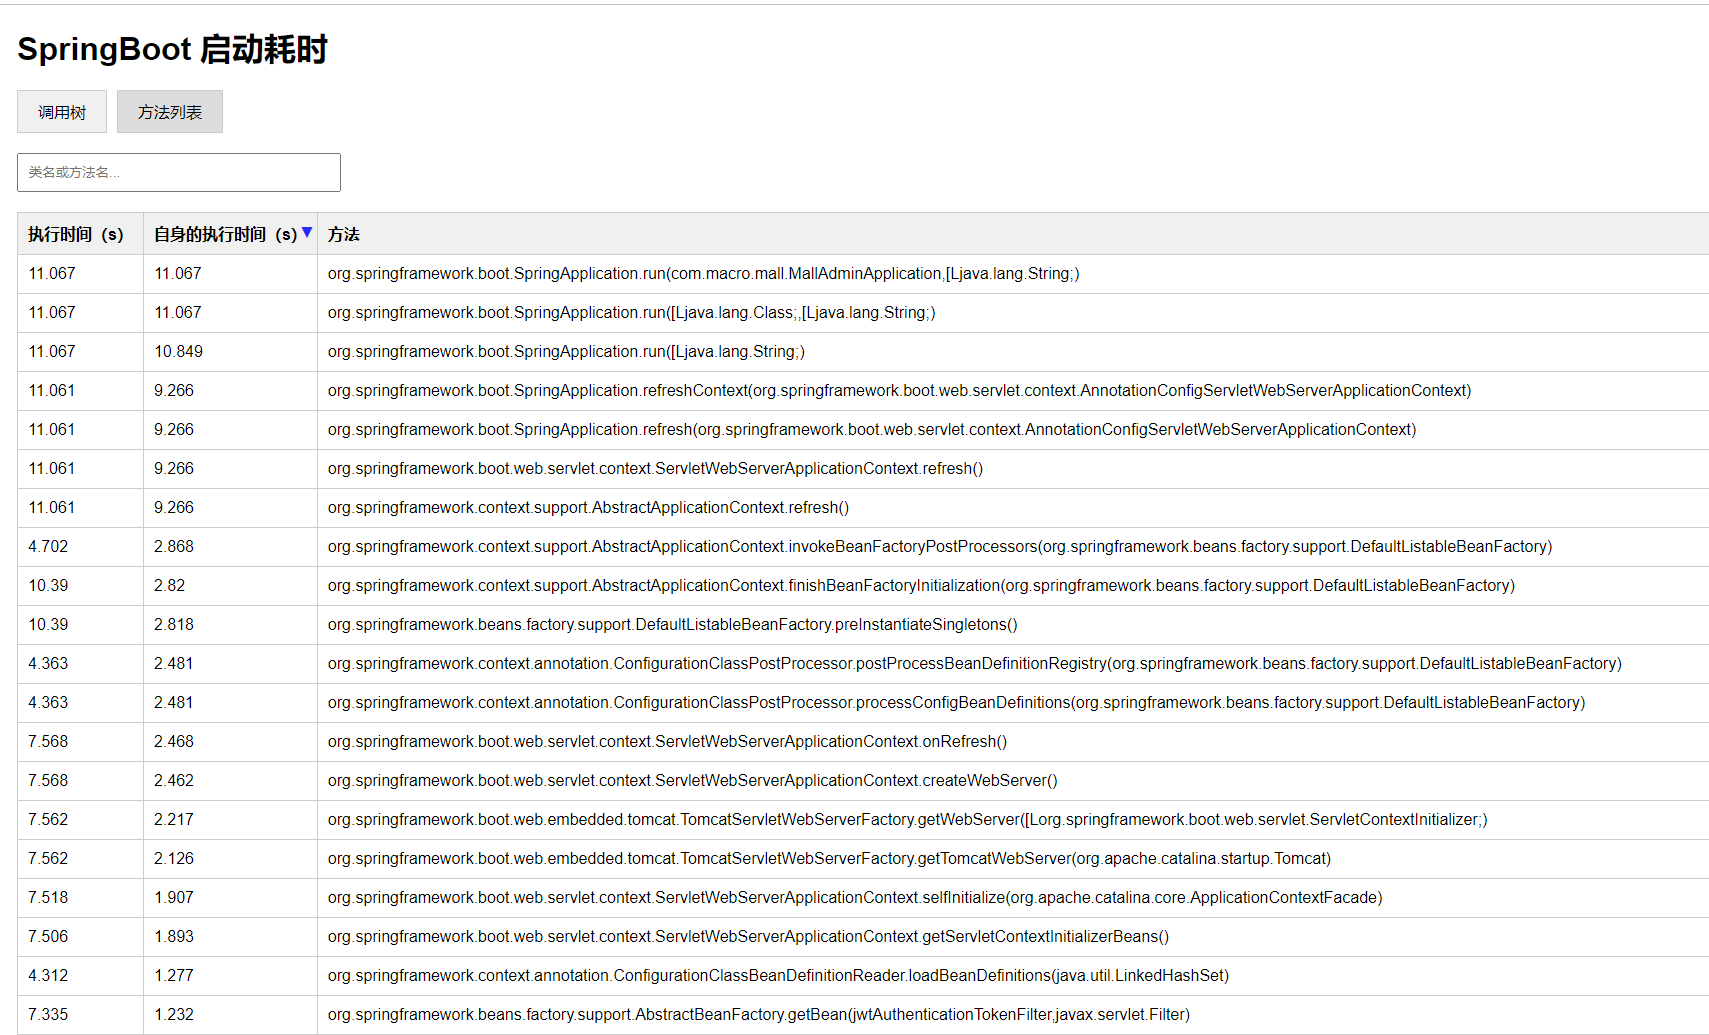 SpringBoot 启动耗时
调用树 方法列表
类名或方法名...
执行时间（s） 自身的执行时间（s）▼ 方法
11.067 11.067 org.springframework.boot.SpringApplication.run(com.macro.mall.MallAdminApplication,[Ljava.lang.String;)
11.067 11.067 org.springframework.boot.SpringApplication.run([Ljava.lang.Class;,[Ljava.lang.String;)
11.067 10.849 org.springframework.boot.SpringApplication.run([Ljava.lang.String;)
11.061 9.266 org.springframework.boot.SpringApplication.refreshContext(org.springframework.boot.web.servlet.context.AnnotationConfigServletWebServerApplicationContext)
11.061 9.266 org.springframework.boot.SpringApplication.refresh(org.springframework.boot.web.servlet.context.AnnotationConfigServletWebServerApplicationContext)
11.061 9.266 org.springframework.boot.web.servlet.context.ServletWebServerApplicationContext.refresh()
11.061 9.266 org.springframework.context.support.AbstractApplicationContext.refresh()
4.702 2.868 org.springframework.context.support.AbstractApplicationContext.invokeBeanFactoryPostProcessors(org.springframework.beans.factory.support.DefaultListableBeanFactory)
10.39 2.82 org.springframework.context.support.AbstractApplicationContext.finishBeanFactoryInitialization(org.springframework.beans.factory.support.DefaultListableBeanFactory)
10.39 2.818 org.springframework.beans.factory.support.DefaultListableBeanFactory.preInstantiateSingletons()
4.363 2.481 org.springframework.context.annotation.ConfigurationClassPostProcessor.postProcessBeanDefinitionRegistry(org.springframework.beans.factory.support.DefaultListableBeanFactory)
4.363 2.481 org.springframework.context.annotation.ConfigurationClassPostProcessor.processConfigBeanDefinitions(org.springframework.beans.factory.support.DefaultListableBeanFactory)
7.568 2.468 org.springframework.boot.web.servlet.context.ServletWebServerApplicationContext.onRefresh()
7.568 2.462 org.springframework.boot.web.servlet.context.ServletWebServerApplicationContext.createWebServer()
7.562 2.217 org.springframework.boot.web.embedded.tomcat.TomcatServletWebServerFactory.getWebServer([Lorg.springframework.boot.web.servlet.ServletContextInitializer;)
7.562 2.126 org.springframework.boot.web.embedded.tomcat.TomcatServletWebServerFactory.getTomcatWebServer(org.apache.catalina.startup.Tomcat)
7.518 1.907 org.springframework.boot.web.servlet.context.ServletWebServerApplicationContext.selfInitialize(org.apache.catalina.core.ApplicationContextFacade)
7.506 1.893 org.springframework.boot.web.servlet.context.ServletWebServerApplicationContext.getServletContextInitializerBeans()
4.312 1.277 org.springframework.context.annotation.ConfigurationClassBeanDefinitionReader.loadBeanDefinitions(java.util.LinkedHashSet)
7.335 1.232 org.springframework.beans.factory.support.AbstractBeanFactory.getBean(jwtAuthenticationTokenFilter,javax.servlet.Filter)